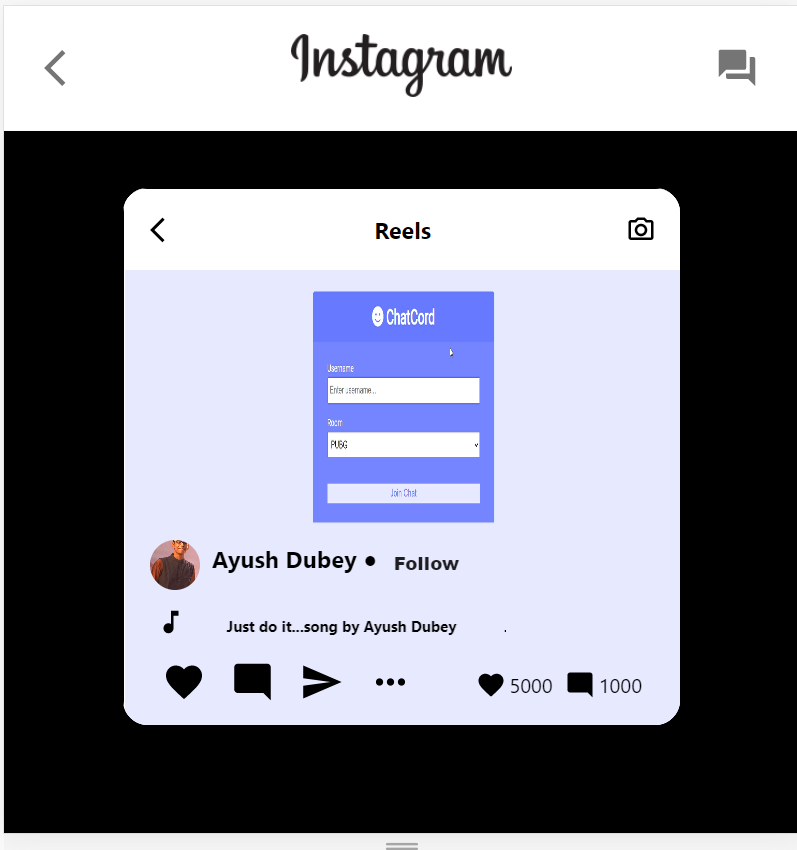 Instagram
Reels
ChatCord
Username
Enter username...
Room
PUBG
Join Chat
Ayush Dubey • Follow
Just do it...song by Ayush Dubey .
5000 1000